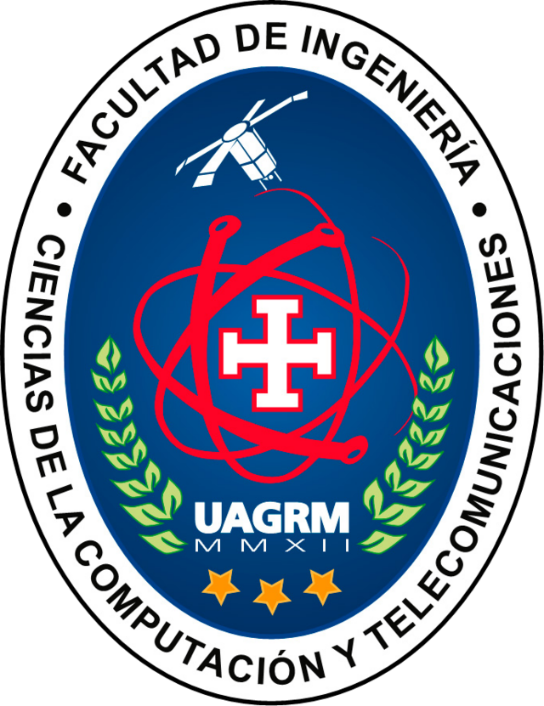 • FACULTAD DE INGENIERÍA •
CIENCIAS DE LA COMPUTACIÓN Y TELECOMUNICACIONES
UAGRM
MMXII